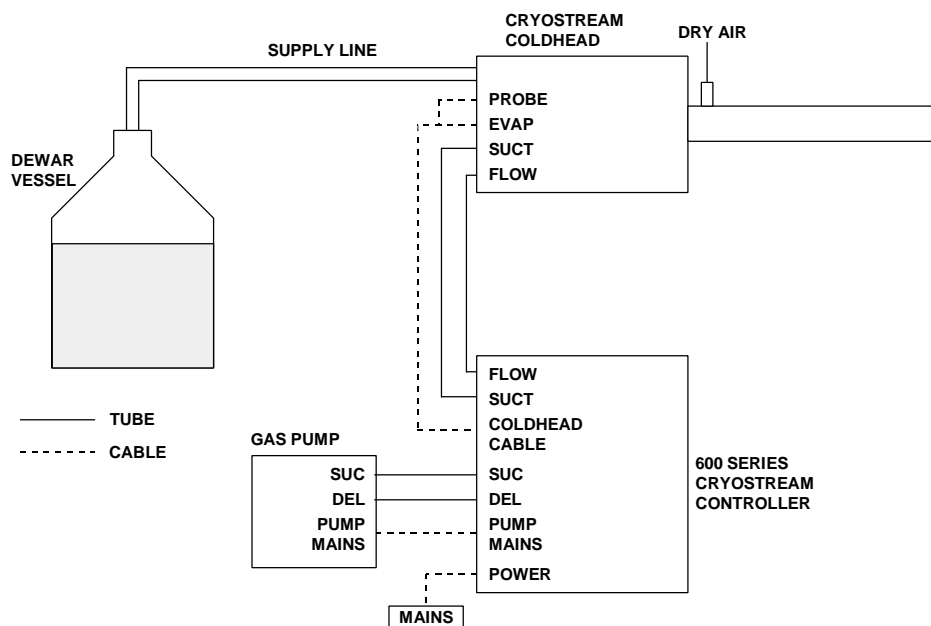 CRYOSTREAM
COLDHEAD
DRY AIR
SUPPLY LINE
PROBE
EVAP
SUCT
FLOW
DEWAR
VESSEL
FLOW
SUCT
COLDHEAD
CABLE
TUBE
CABLE
GAS PUMP
SUC
DEL
PUMP
MAINS
SUC
DEL
PUMP
MAINS
POWER
600 SERIES
CRYOSTREAM
CONTROLLER
MAINS